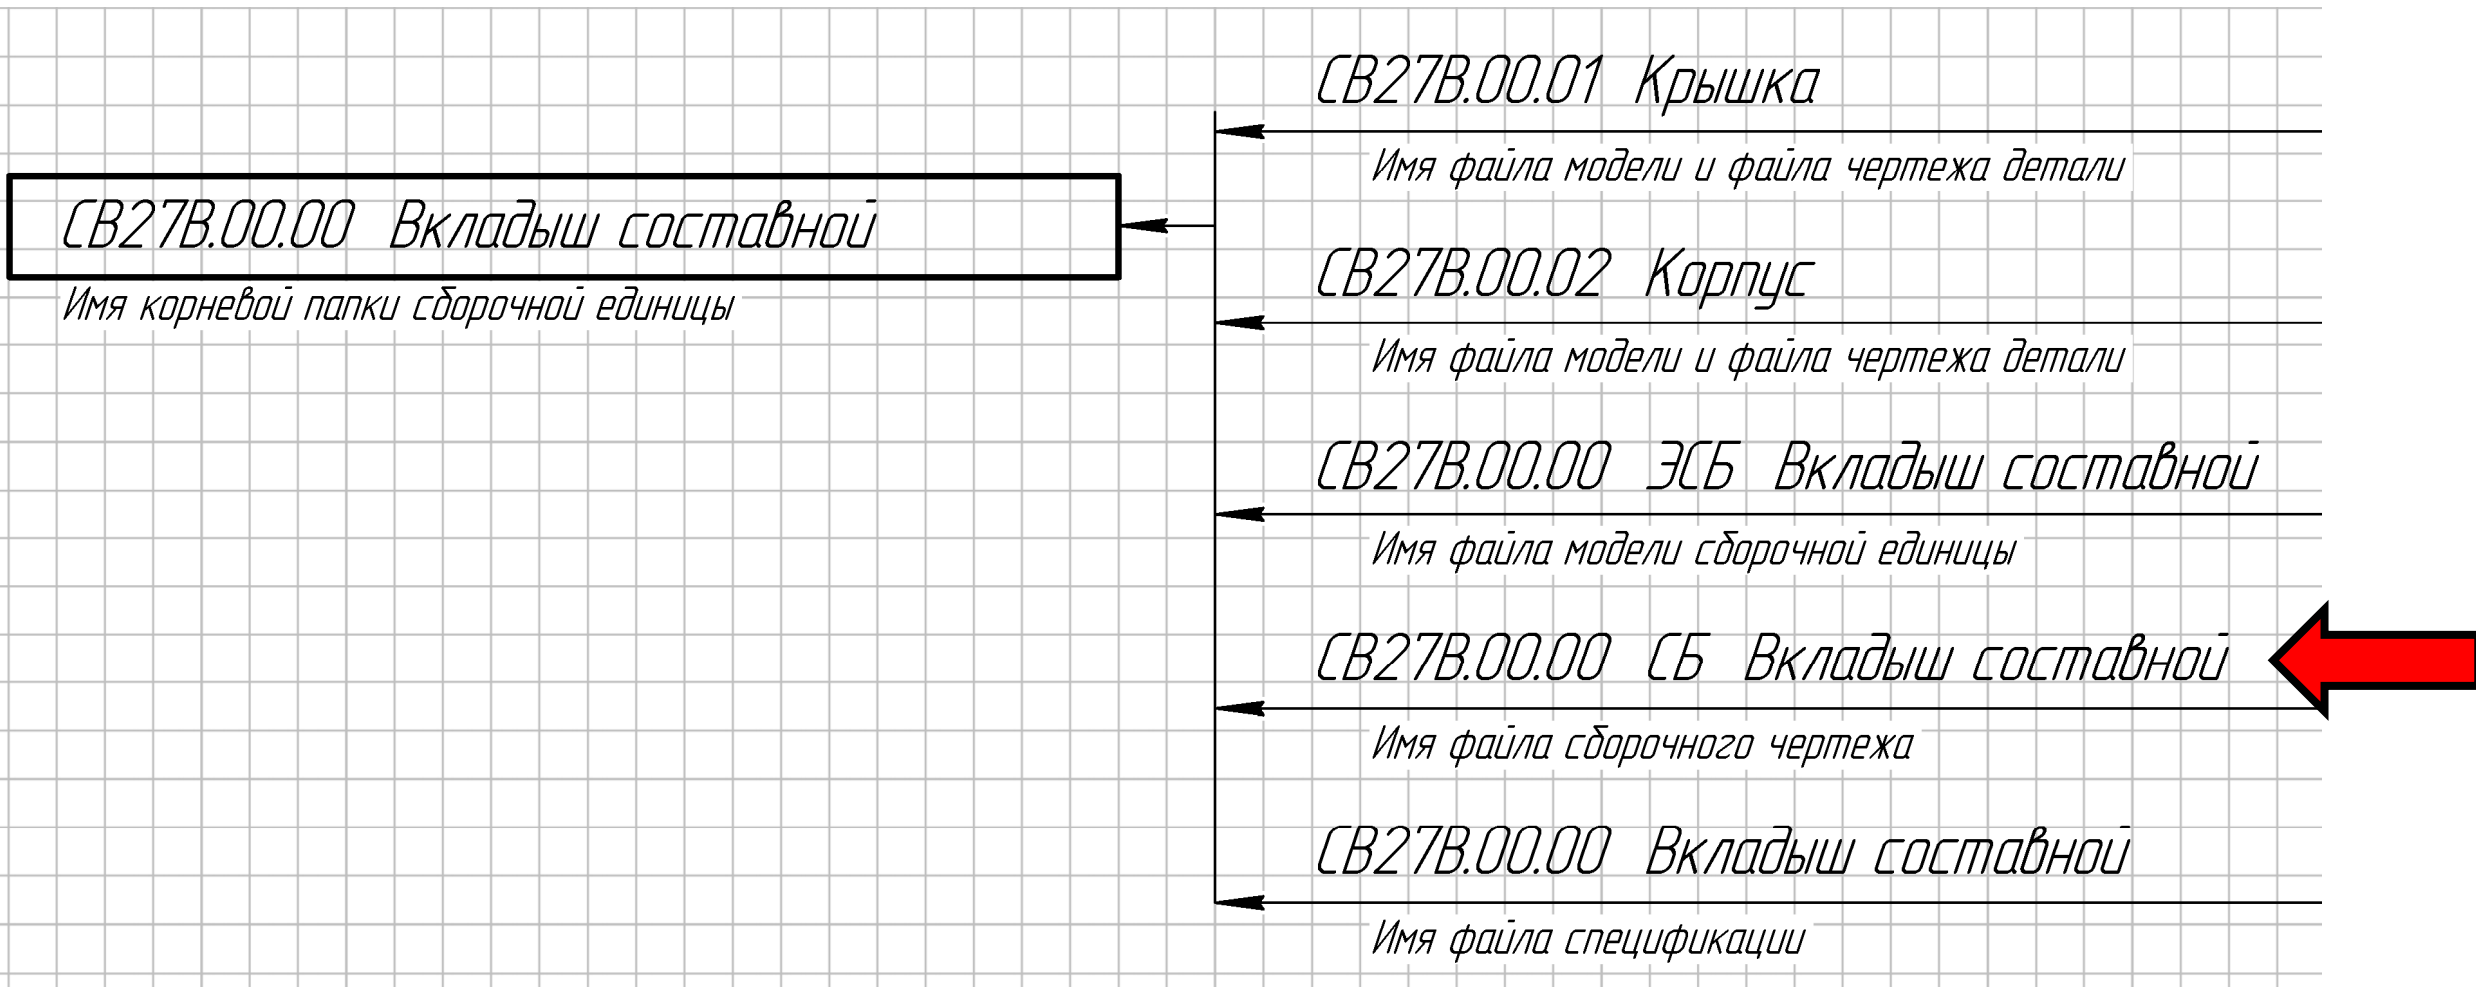 СВ27В.00.01 Крышка
Имя файла модели и файла чертежа детали
СВ27В.00.00 Вкладыш составной
Имя корневой папки сборочной единицы
СВ27В.00.02 Корпус
Имя файла модели и файла чертежа детали
СВ27В.00.00 ЭСБ Вкладыш составной
Имя файла модели сборочной единицы
СВ27В.00.00 СБ Вкладыш составной
Имя файла сборочного чертежа
СВ27В.00.00 Вкладыш составной
Имя файла спецификации